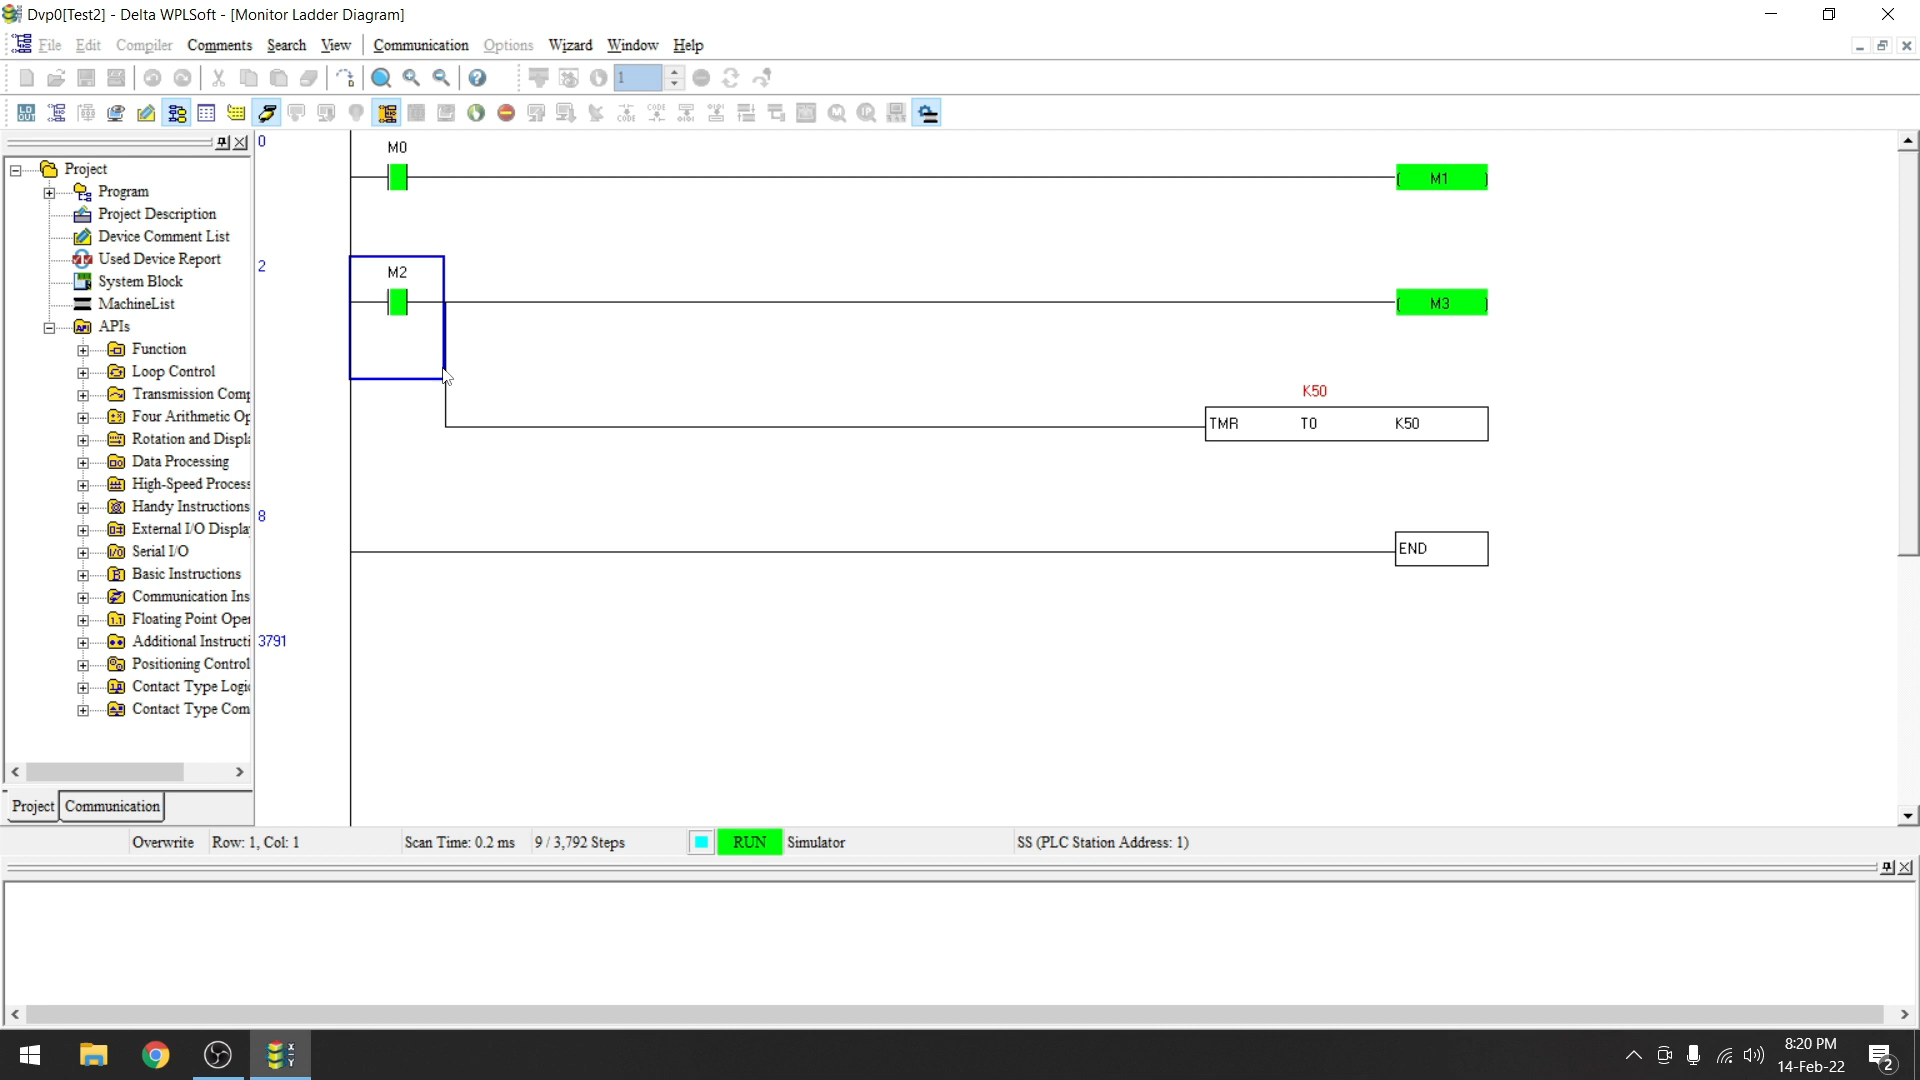 Dvp0[Test2] - Delta WPLSoft - [Monitor Ladder Diagram]
File Edit Compiler Comments Search View Communication Options Wizard Window Help
1
Project
Program
Project Description
Device Comment List
Used Device Report
System Block
MachineList
APIs
Function
Loop Control
Transmission Comp
Four Arithmetic Op
Rotation and Displa
Data Processing
High-Speed Process
Handy Instructions
External I/O Display
Serial I/O
Basic Instructions
Communication Ins
Floating Point Oper
Additional Instructi
Positioning Control
Contact Type Logic
Contact Type Com
Project Communication
0
M0
M1
2
M2
M3
K50
TMR T0 K50
8
END
3791
Overwrite Row: 1, Col: 1 Scan Time: 0.2 ms 9 / 3,792 Steps RUN Simulator SS (PLC Station Address: 1)
8:20 PM
14-Feb-22
2